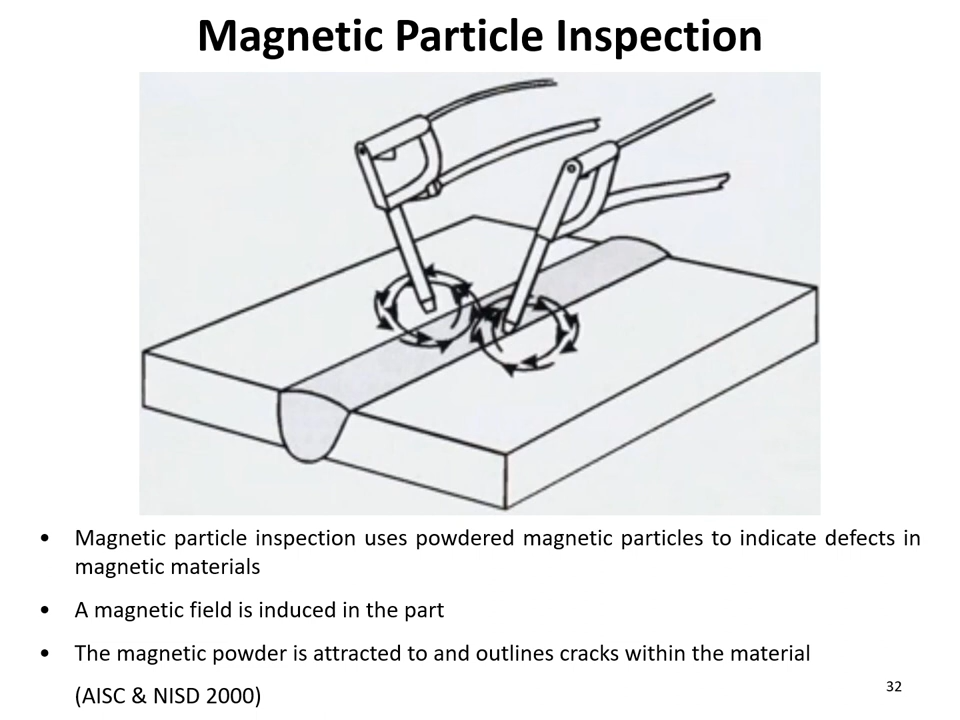 Magnetic Particle Inspection
• Magnetic particle inspection uses powdered magnetic particles to indicate defects in
magnetic materials
• A magnetic field is induced in the part
• The magnetic powder is attracted to and outlines cracks within the material
(AISC & NISD 2000)
32